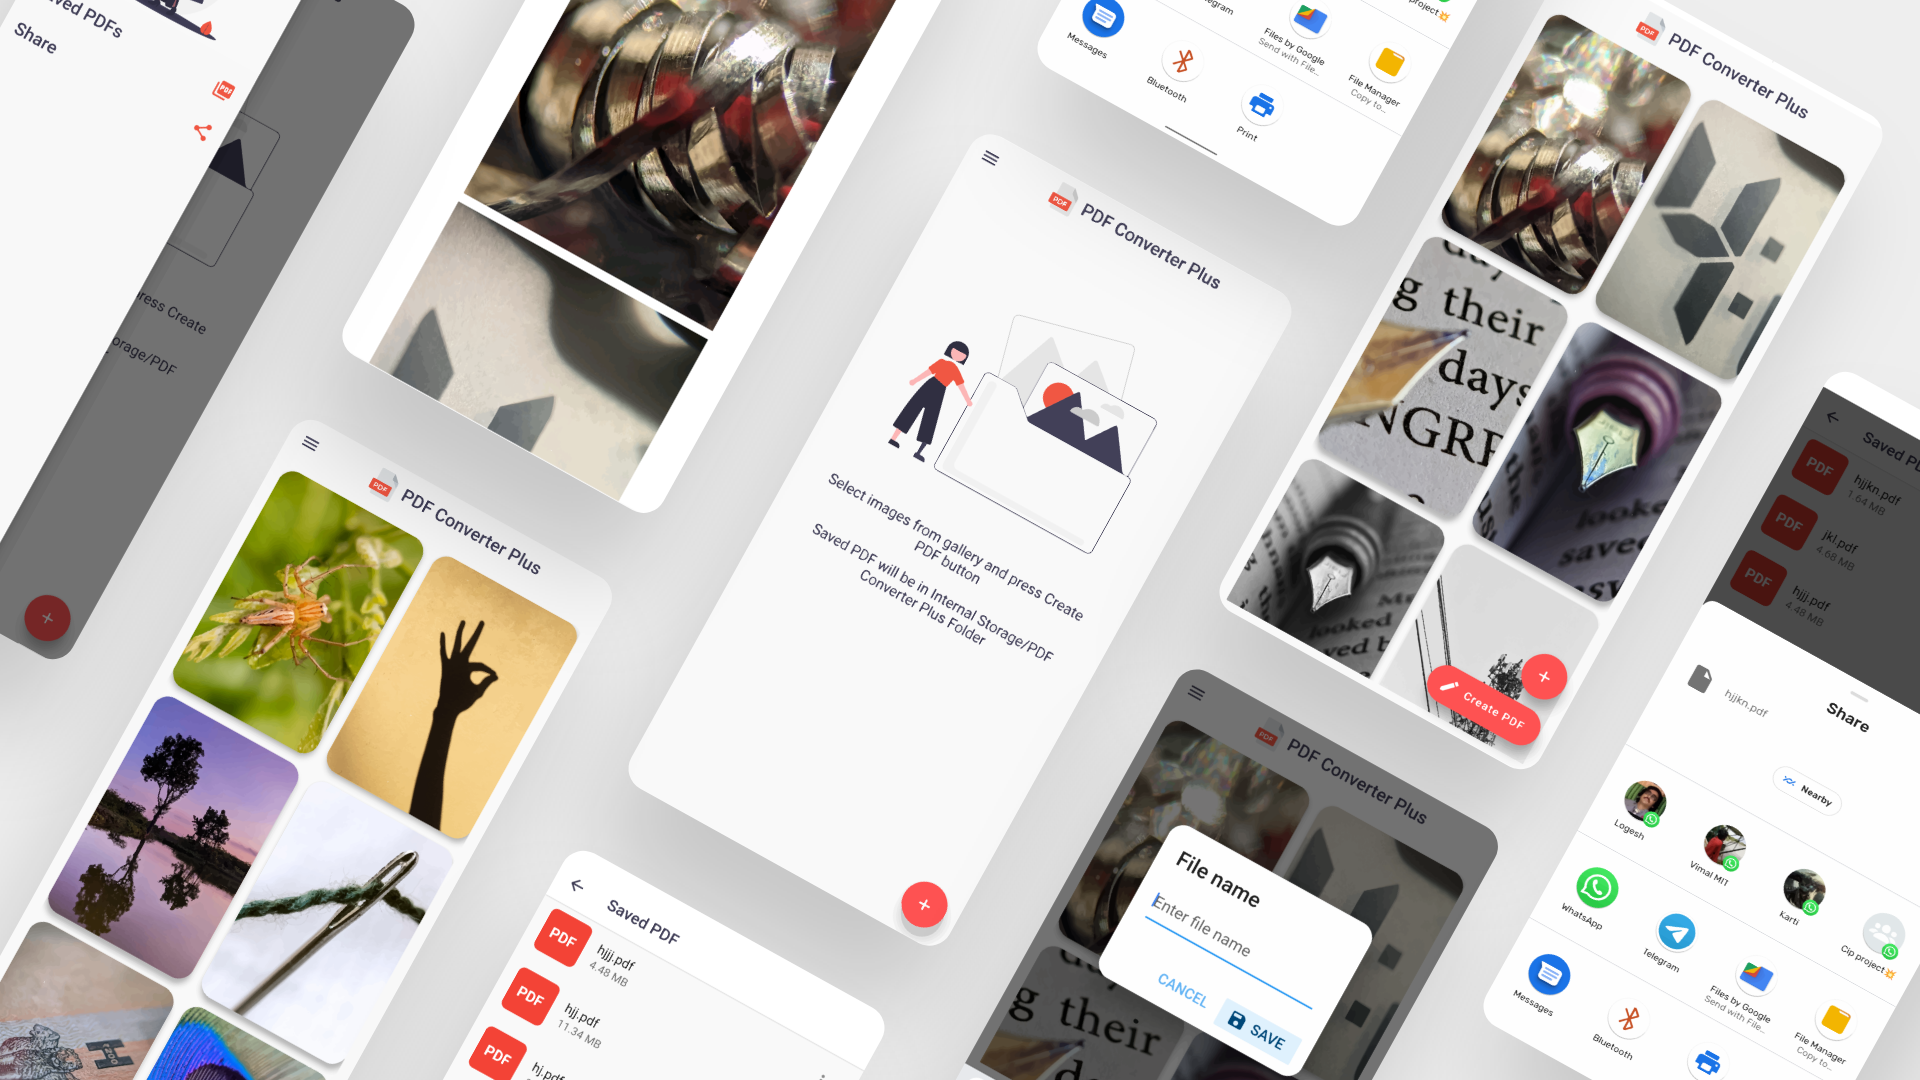 Saved PDFs
Share
ress Create
orage/PDF
PDF Converter Plus
PDF Converter Plus
Select images from gallery and press Create
PDF button
Saved PDF will be in Internal Storage/PDF
Converter Plus Folder
Messages
Bluetooth
Print
Files by Google
Send with File...
File Manager
Copy to...
PDF Converter Plus
g their
days
NGRE
looked
saved
looked
Create PDF
Saved PDF
PDF
hjjj.pdf
4.48 MB
PDF
hjj.pdf
11.34 MB
PDF
hj.pdf
PDF Converter Plus
File name
Enter file name
CANCEL
SAVE
g their
PDF
hjjkn.pdf
1.64 MB
PDF
jkl.pdf
4.68 MB
PDF
hjjj.pdf
4.48 MB
hjjkn.pdf
Share
Nearby
Logesh
Vimal MIT
Karti
Cip project💥
WhatsApp
Telegram
Files by Google
Send with File...
File Manager
Copy to...
Messages
Bluetooth